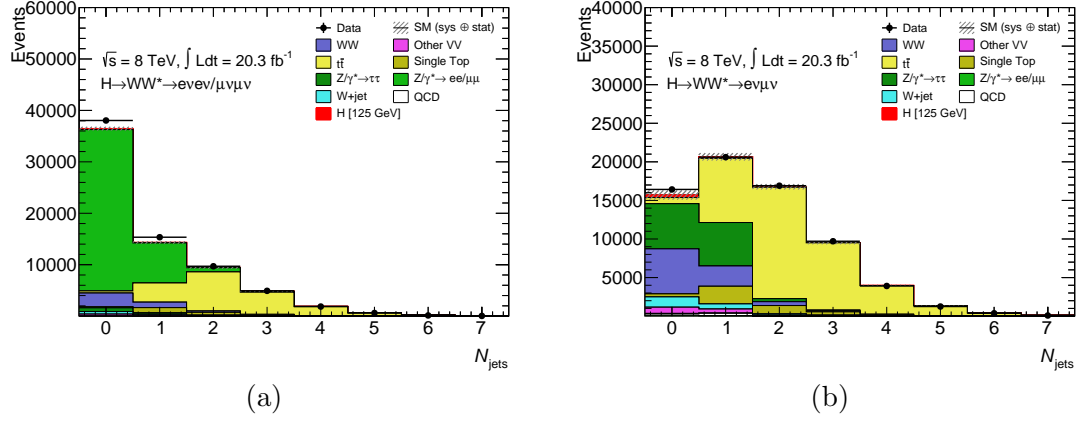 Events
60000
50000
40000
30000
20000
10000
0 1 2 3 4 5 6 7
N_jets
√s = 8 TeV, ∫ Ldt = 20.3 fb⁻¹
H→WW*→eνeν/μνμν
Data SM (sys ⊕ stat)
WW Other VV
tt̄ Single Top
Z/γ*→ττ Z/γ*→ ee/μμ
W+jet QCD
H [125 GeV]
(a)
Events
40000
35000
30000
25000
20000
15000
10000
5000
0 1 2 3 4 5 6 7
N_jets
√s = 8 TeV, ∫ Ldt = 20.3 fb⁻¹
H→WW*→eνμν
Data SM (sys ⊕ stat)
WW Other VV
tt̄ Single Top
Z/γ*→ττ Z/γ*→ ee/μμ
W+jet QCD
H [125 GeV]
(b)